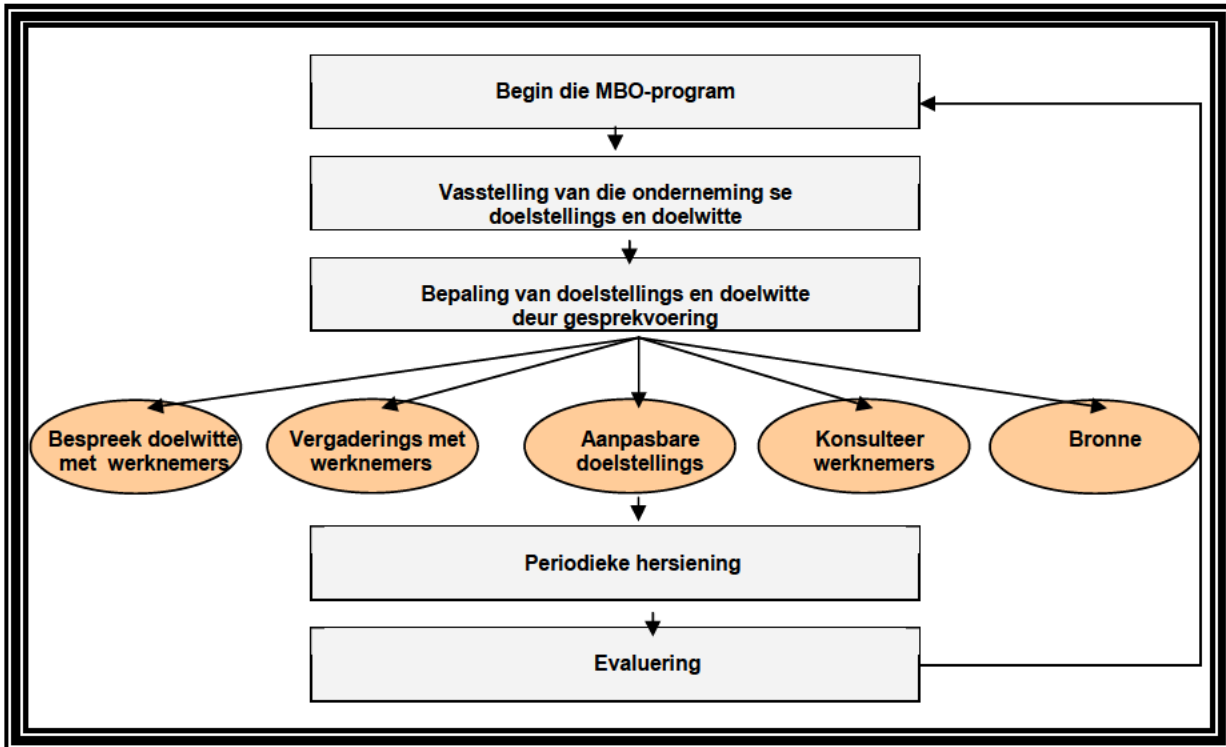 Begin die MBO-program
Vasstelling van die onderneming se
doelstellings en doelwitte
Bepaling van doelstellings en doelwitte
deur gesprekvoering
Bespreek doelwitte
met werknemers
Vergaderings met
werknemers
Aanpasbare
doelstellings
Konsulteer
werknemers
Bronne
Periodieke hersiening
Evaluering